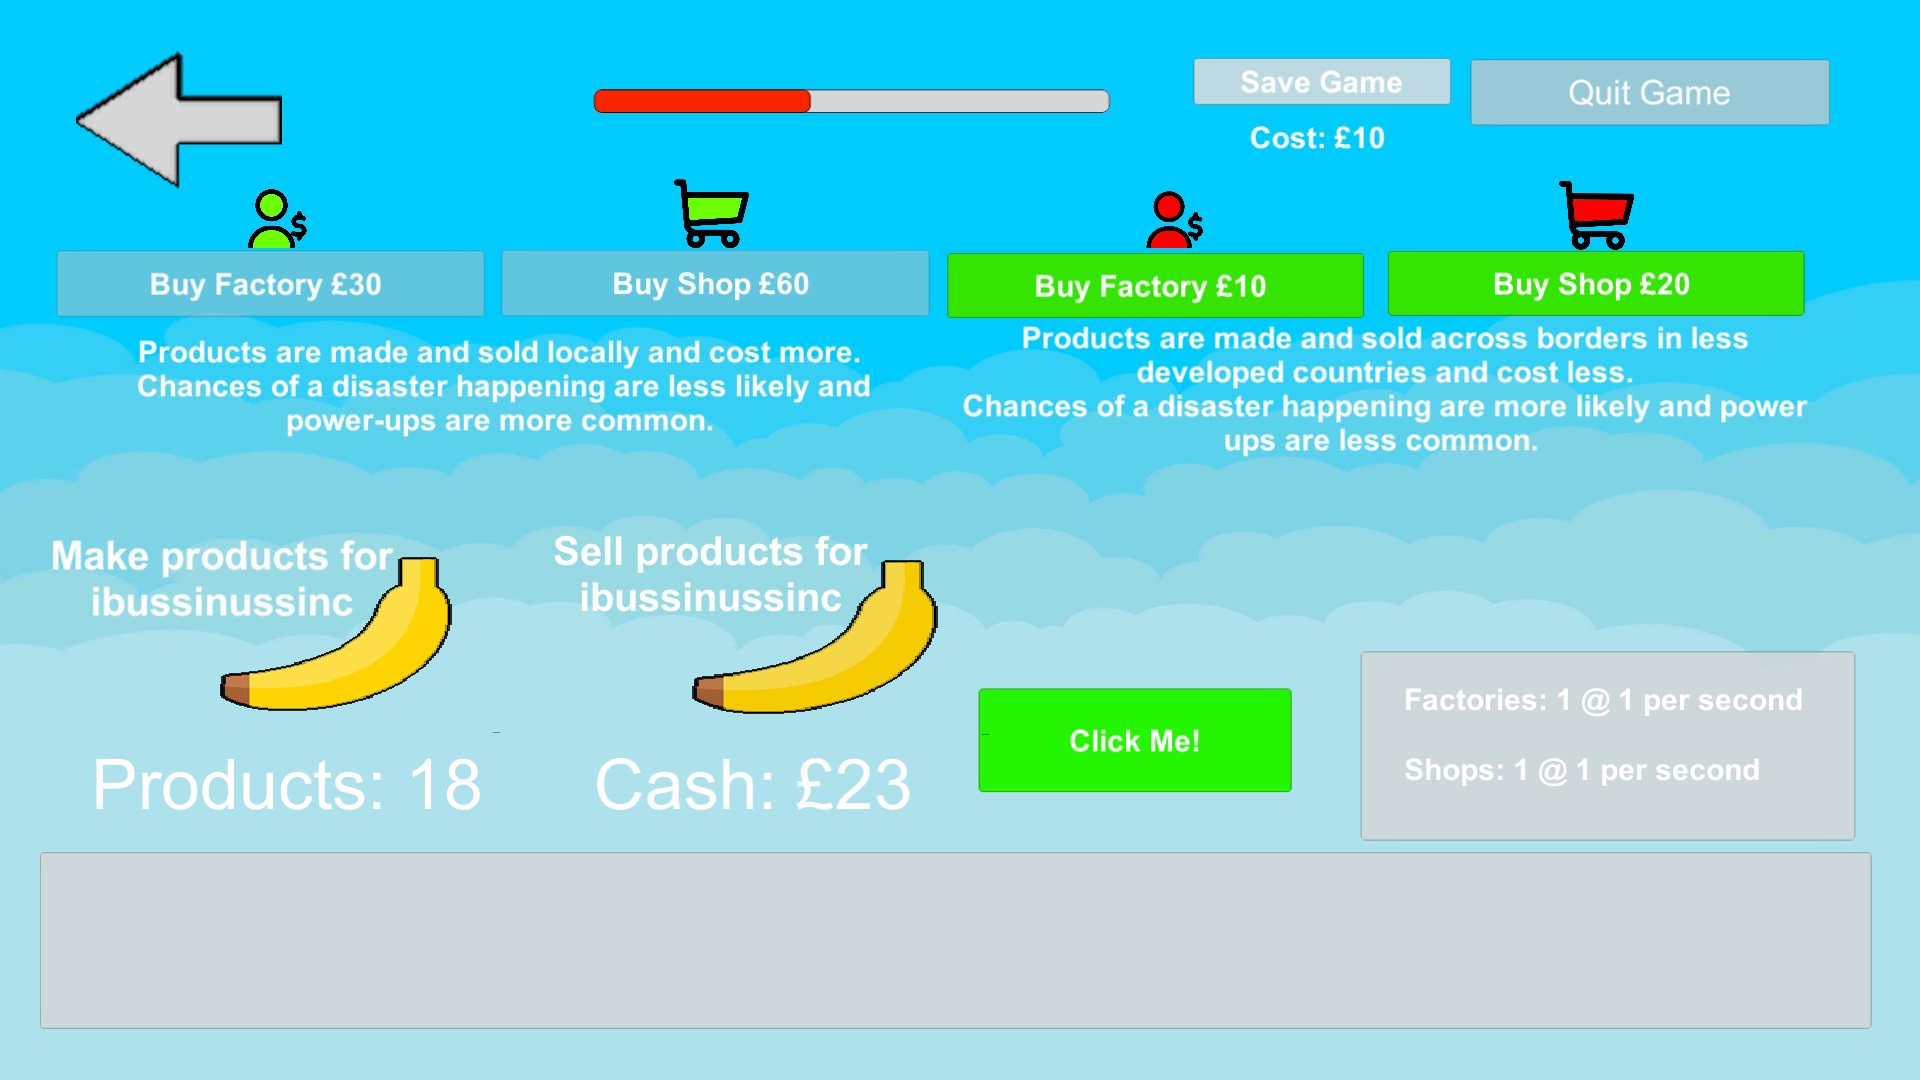 Save Game
Quit Game
Cost: £10
$
$
Buy Factory £30
Buy Shop £60
Buy Factory £10
Buy Shop £20
Products are made and sold locally and cost more.
Chances of a disaster happening are less likely and
power-ups are more common.
Products are made and sold across borders in less
developed countries and cost less.
Chances of a disaster happening are more likely and power
ups are less common.
Make products for
ibussinussinc
Sell products for
ibussinussinc
Products: 18
Cash: £23
Click Me!
Factories: 1 @ 1 per second
Shops: 1 @ 1 per second